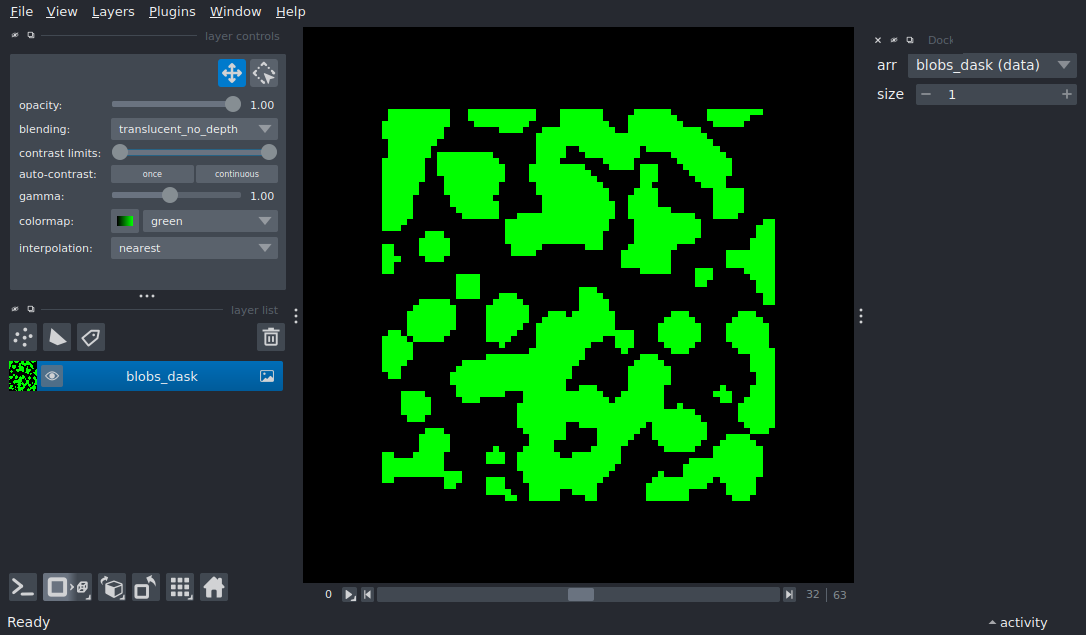 File View Layers Plugins Window Help
layer controls
opacity: 1.00
blending: translucent_no_depth
contrast limits:
auto-contrast: once continuous
gamma: 1.00
colormap: green
interpolation: nearest
layer list
blobs_dask
Dock
arr blobs_dask (data)
size 1
0 32 63
Ready
activity